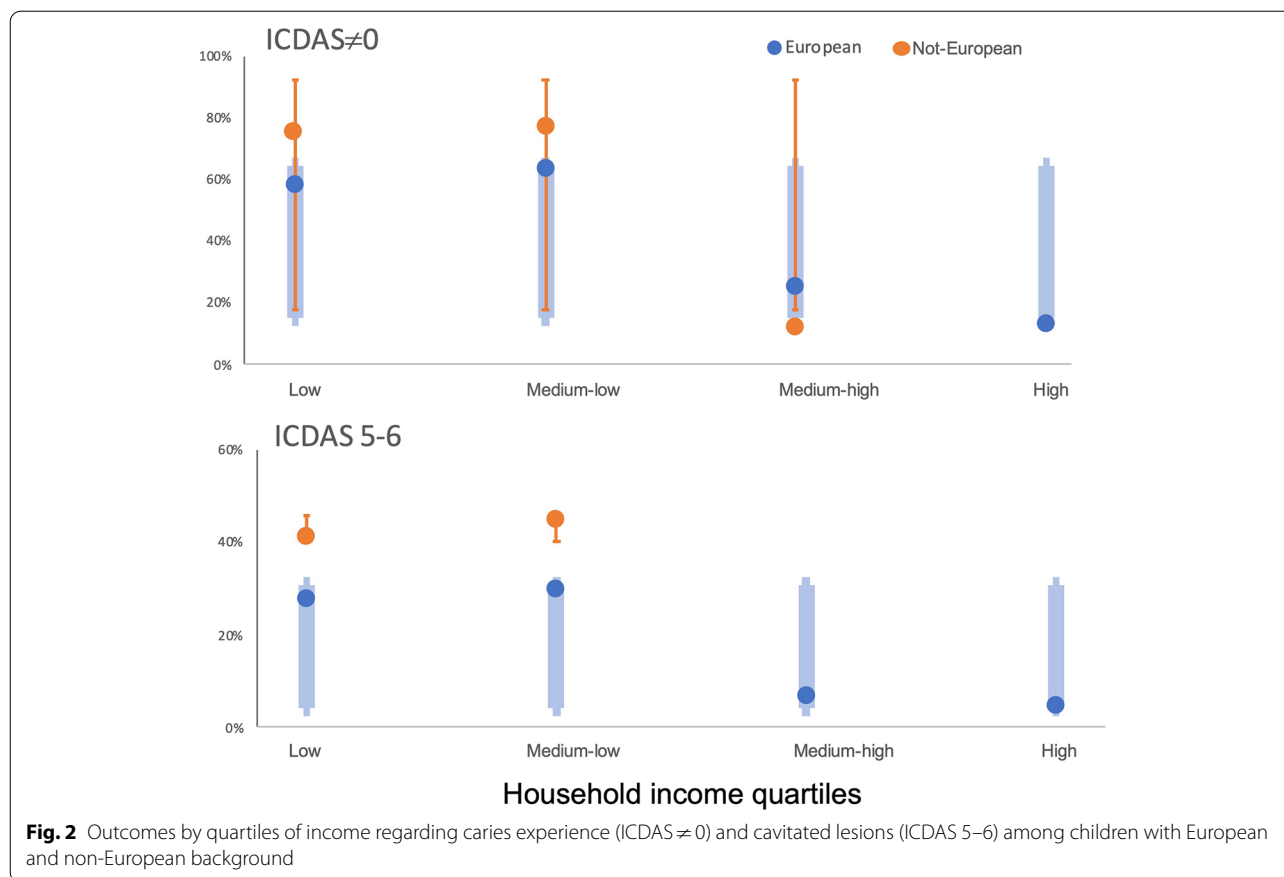 ICDAS≠0
European Not-European
100%
80%
60%
40%
20%
0%
Low Medium-low Medium-high High
ICDAS 5-6
60%
40%
20%
0%
Low Medium-low Medium-high High
Household income quartiles
Fig. 2 Outcomes by quartiles of income regarding caries experience (ICDAS ≠ 0) and cavitated lesions (ICDAS 5–6) among children with European
and non-European background